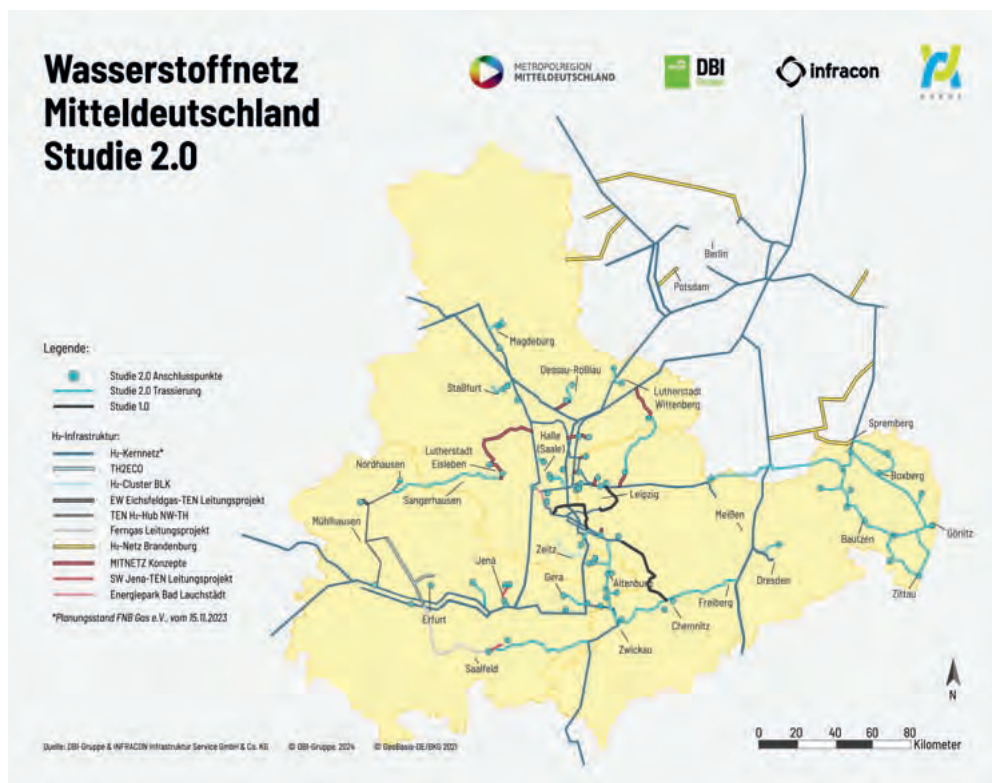 Wasserstoffnetz
Mitteldeutschland
Studie 2.0
METROPOLREGION
MITTELDEUTSCHLAND
DBI
infracon
Berlin
Potsdam
Magdeburg
Dessau-Roßlau
Staßfurt
Lutherstadt
Wittenberg
Spremberg
Halle
(Saale)
Lutherstadt
Eisleben
Nordhausen
Boxberg
Sangerhausen
Leipzig
Meißen
Görlitz
Mühlhausen
Bautzen
Zeitz
Jena
Gera
Altenburg
Dresden
Zittau
Freiberg
Erfurt
Chemnitz
Zwickau
Saalfeld
Legende:
Studie 2.0 Anschlusspunkte
Studie 2.0 Trassierung
Studie 1.0
H₂-Infrastruktur:
H₂-Kernnetz*
TH2ECO
H₂-Cluster BLK
EW Eichsfeldgas-TEN Leitungsprojekt
TEN H₂-Hub NW-TH
Ferngas Leitungsprojekt
H₂-Netz Brandenburg
MITNETZ Konzepte
SW Jena-TEN Leitungsprojekt
Energiepark Bad Lauchstädt
*Planungsstand FNB Gas e.V., vom 15.11.2023
N
0 20 40 60 80
Kilometer
Quelle: DBI-Gruppe & INFRACON Infrastruktur Service GmbH & Co. KG © DBI-Gruppe, 2024 © GeoBasis-DE/BKG 2021